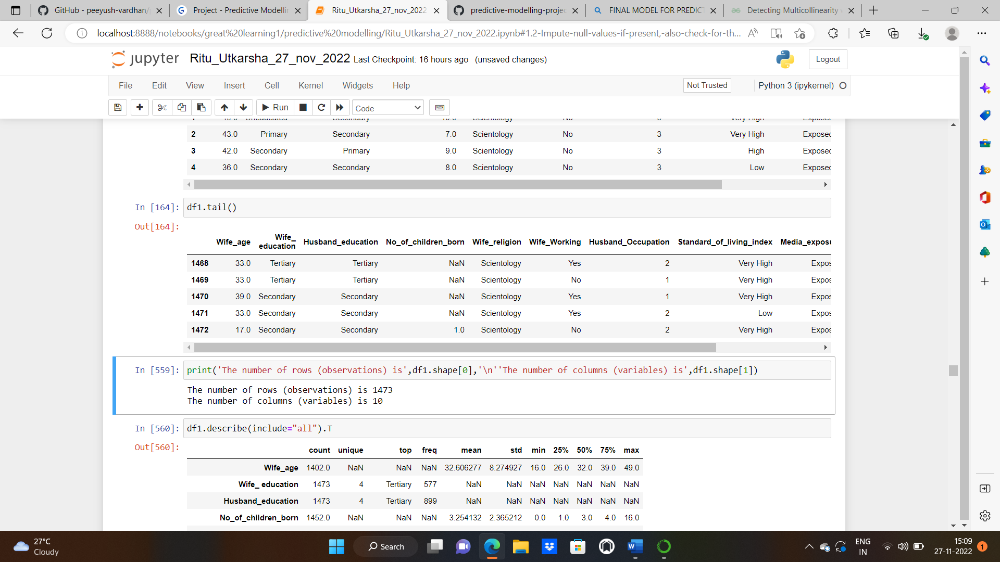 GitHub - peeyush-vardhan/
Project - Predictive Modellin
Ritu_Utkarsha_27_nov_2022
predictive-modelling-projec
FINAL MODEL FOR PREDICT
Detecting Multicollinearity
localhost:8888/notebooks/great%20learning1/predictive%20modelling/Ritu_Utkarsha_27_nov_2022.ipynb#1.2-Impute-null-values-if-present,-also-check-for-th...
jupyter Ritu_Utkarsha_27_nov_2022 Last Checkpoint: 16 hours ago (unsaved changes)
Logout
File Edit View Insert Cell Kernel Widgets Help
Not Trusted Python 3 (ipykernel)
Run Code
2 43.0 Primary Secondary 7.0 Scientology No 3 Very High Exposed
3 42.0 Secondary Primary 9.0 Scientology No 3 High Exposed
4 36.0 Secondary Secondary 8.0 Scientology No 3 Low Exposed
In [164]: df1.tail()
Out[164]:
Wife_age Wife_ education Husband_education No_of_children_born Wife_religion Wife_Working Husband_Occupation Standard_of_living_index Media_exposu
1468 33.0 Tertiary Tertiary NaN Scientology Yes 2 Very High Expos
1469 33.0 Tertiary Tertiary NaN Scientology No 1 Very High Expos
1470 39.0 Secondary Secondary NaN Scientology Yes 1 Very High Expos
1471 33.0 Secondary Secondary NaN Scientology Yes 2 Low Expos
1472 17.0 Secondary Secondary 1.0 Scientology No 2 Very High Expos
In [559]: print('The number of rows (observations) is',df1.shape[0],'\n''The number of columns (variables) is',df1.shape[1])
The number of rows (observations) is 1473
The number of columns (variables) is 10
In [560]: df1.describe(include="all").T
Out[560]:
count unique top freq mean std min 25% 50% 75% max
Wife_age 1402.0 NaN NaN NaN 32.606277 8.274927 16.0 26.0 32.0 39.0 49.0
Wife_ education 1473 4 Tertiary 577 NaN NaN NaN NaN NaN NaN NaN
Husband_education 1473 4 Tertiary 899 NaN NaN NaN NaN NaN NaN NaN
No_of_children_born 1452.0 NaN NaN NaN 3.254132 2.365212 0.0 1.0 3.0 4.0 16.0
27°C
Cloudy
Search
ENG
IN
15:09
27-11-2022
1